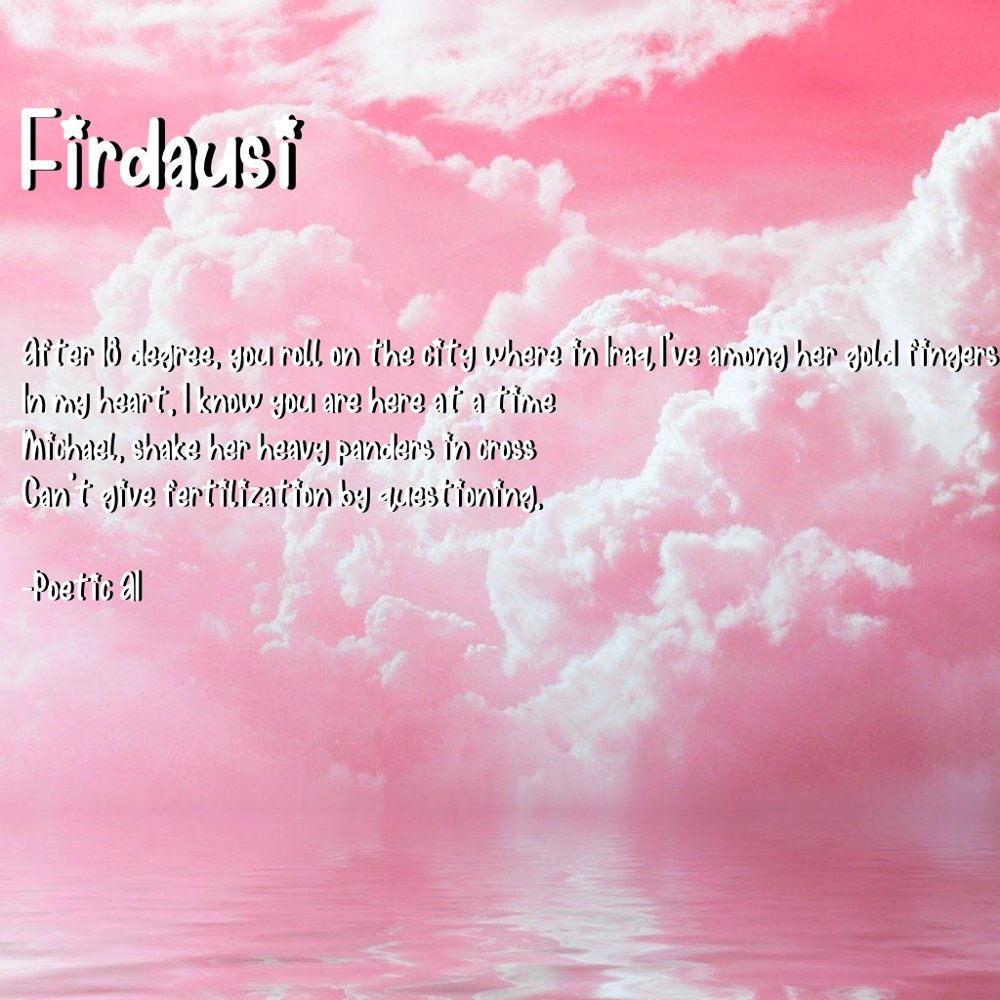 Firdausi
After 18 degree, you roll on the city where in Iraq,I've among her gold fingers
In my heart, I know you are here at a time
Michael, shake her heavy panders in cross
Can't give fertilization by questioning,
-Poetic AI